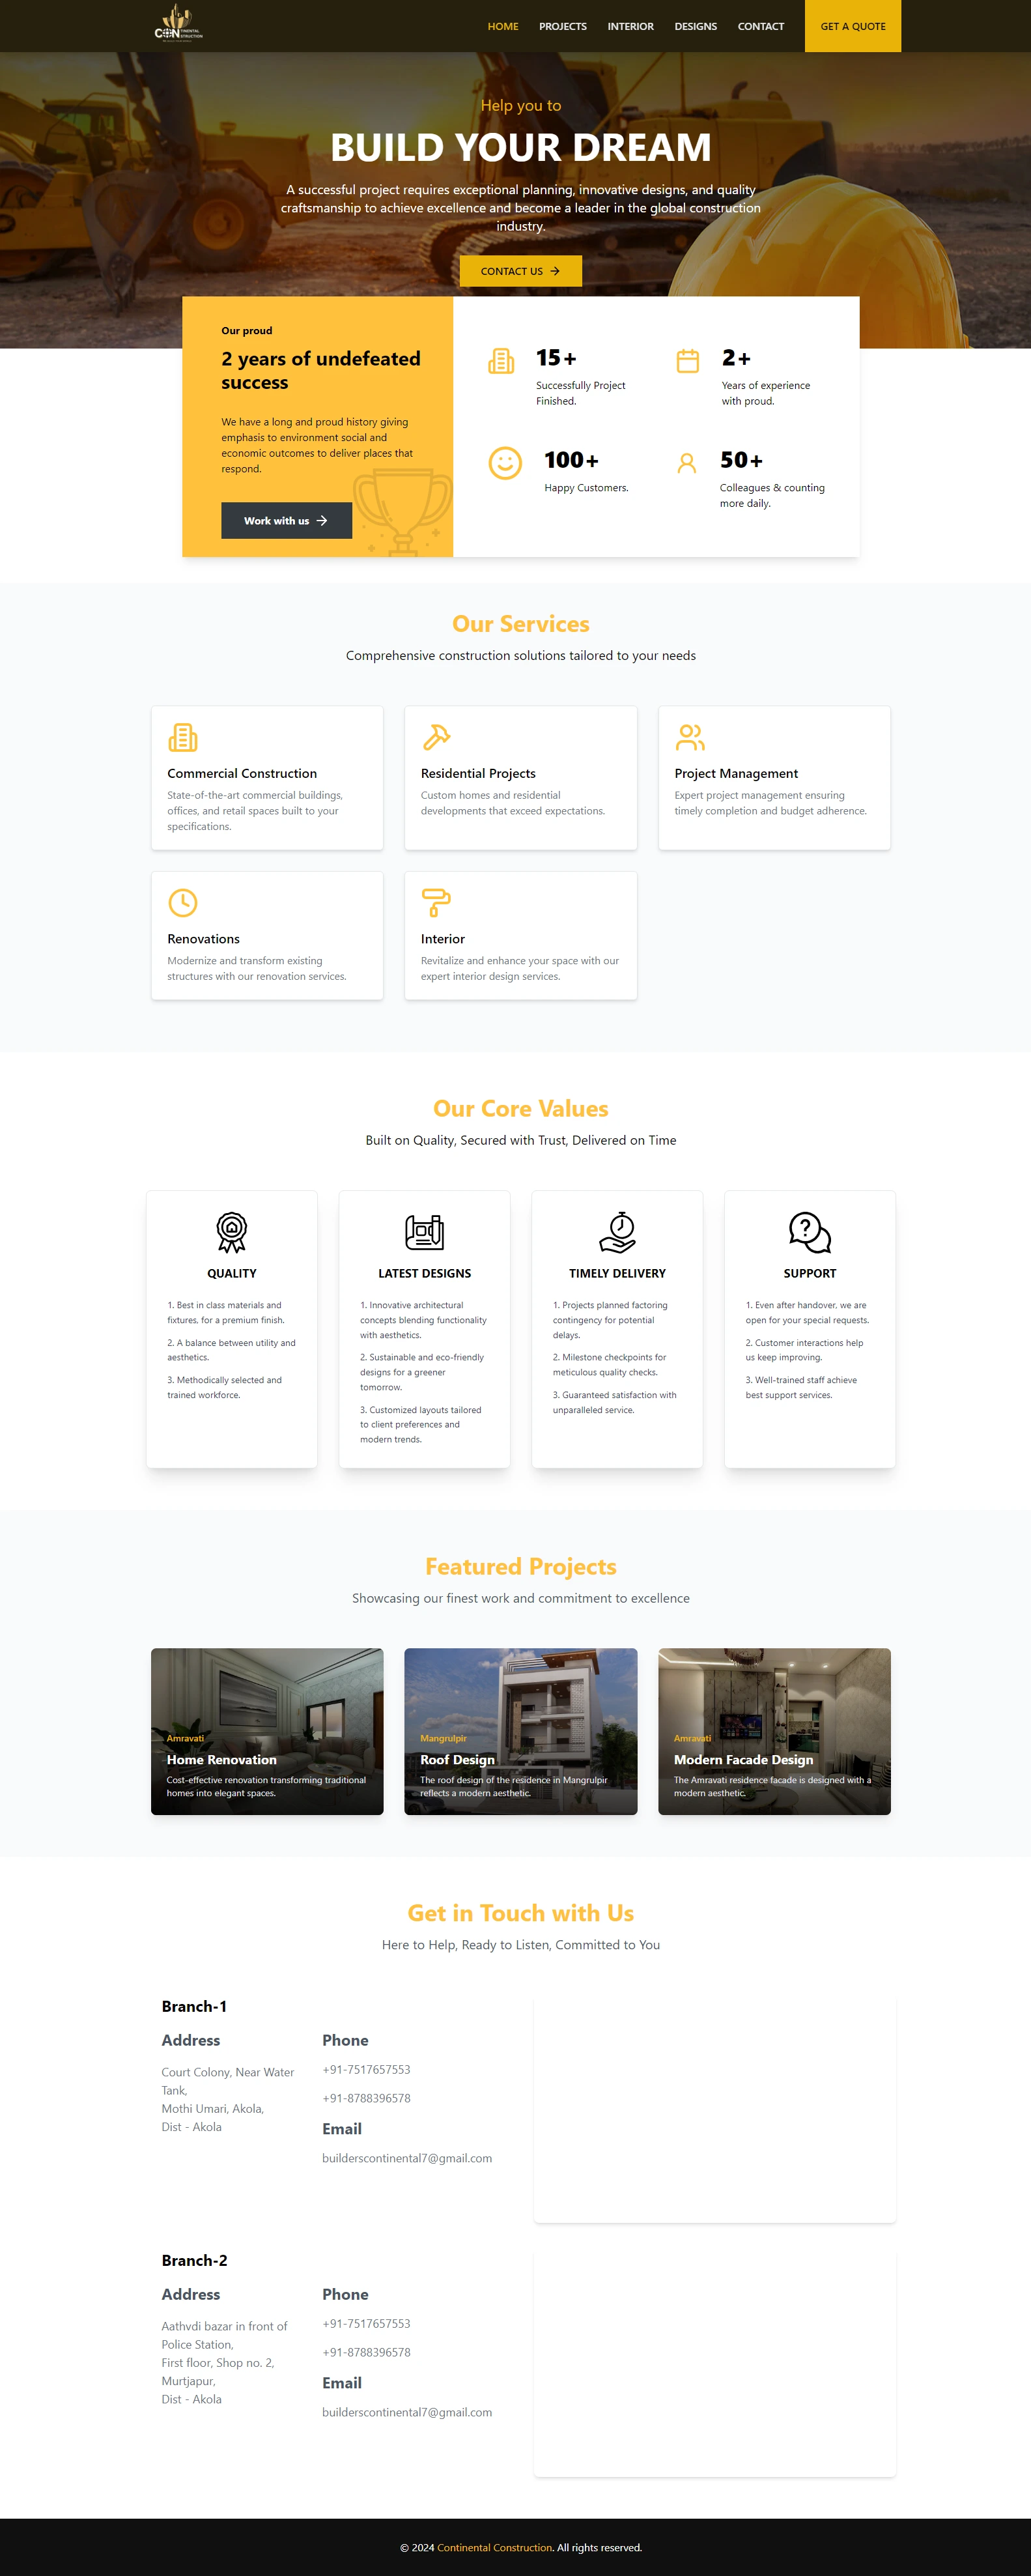 CON TINENTAL
STRUCTION
HOME PROJECTS INTERIOR DESIGNS CONTACT GET A QUOTE
Help you to
BUILD YOUR DREAM
A successful project requires exceptional planning, innovative designs, and quality
craftsmanship to achieve excellence and become a leader in the global construction
industry.
CONTACT US
Our proud
2 years of undefeated
success
We have a long and proud history giving
emphasis to environment social and
economic outcomes to deliver places that
respond.
Work with us
15+
Successfully Project
Finished.
2+
Years of experience
with proud.
100+
Happy Customers.
50+
Colleagues & counting
more daily.
Our Services
Comprehensive construction solutions tailored to your needs
Commercial Construction
State-of-the-art commercial buildings,
offices, and retail spaces built to your
specifications.
Residential Projects
Custom homes and residential
developments that exceed expectations.
Project Management
Expert project management ensuring
timely completion and budget adherence.
Renovations
Modernize and transform existing
structures with our renovation services.
Interior
Revitalize and enhance your space with our
expert interior design services.
Our Core Values
Built on Quality, Secured with Trust, Delivered on Time
QUALITY
1. Best in class materials and
fixtures, for a premium finish.
2. A balance between utility and
aesthetics.
3. Methodically selected and
trained workforce.
LATEST DESIGNS
1. Innovative architectural
concepts blending functionality
with aesthetics.
2. Sustainable and eco-friendly
designs for a greener
tomorrow.
3. Customized layouts tailored
to client preferences and
modern trends.
TIMELY DELIVERY
1. Projects planned factoring
contingency for potential
delays.
2. Milestone checkpoints for
meticulous quality checks.
3. Guaranteed satisfaction with
unparalleled service.
SUPPORT
1. Even after handover, we are
open for your special requests.
2. Customer interactions help
us keep improving.
3. Well-trained staff achieve
best support services.
Featured Projects
Showcasing our finest work and commitment to excellence
Amravati
Home Renovation
Cost-effective renovation transforming traditional
homes into elegant spaces.
Mangrulpir
Roof Design
The roof design of the residence in Mangrulpir
reflects a modern aesthetic.
Amravati
Modern Facade Design
The Amravati residence facade is designed with a
modern aesthetic.
Get in Touch with Us
Here to Help, Ready to Listen, Committed to You
Branch-1
Address
Court Colony, Near Water
Tank,
Mothi Umari, Akola,
Dist - Akola
Phone
+91-7517657553
+91-8788396578
Email
builderscontinental7@gmail.com
Branch-2
Address
Aathvdi bazar in front of
Police Station,
First floor, Shop no. 2,
Murtjapur,
Dist - Akola
Phone
+91-7517657553
+91-8788396578
Email
builderscontinental7@gmail.com
© 2024 Continental Construction. All rights reserved.